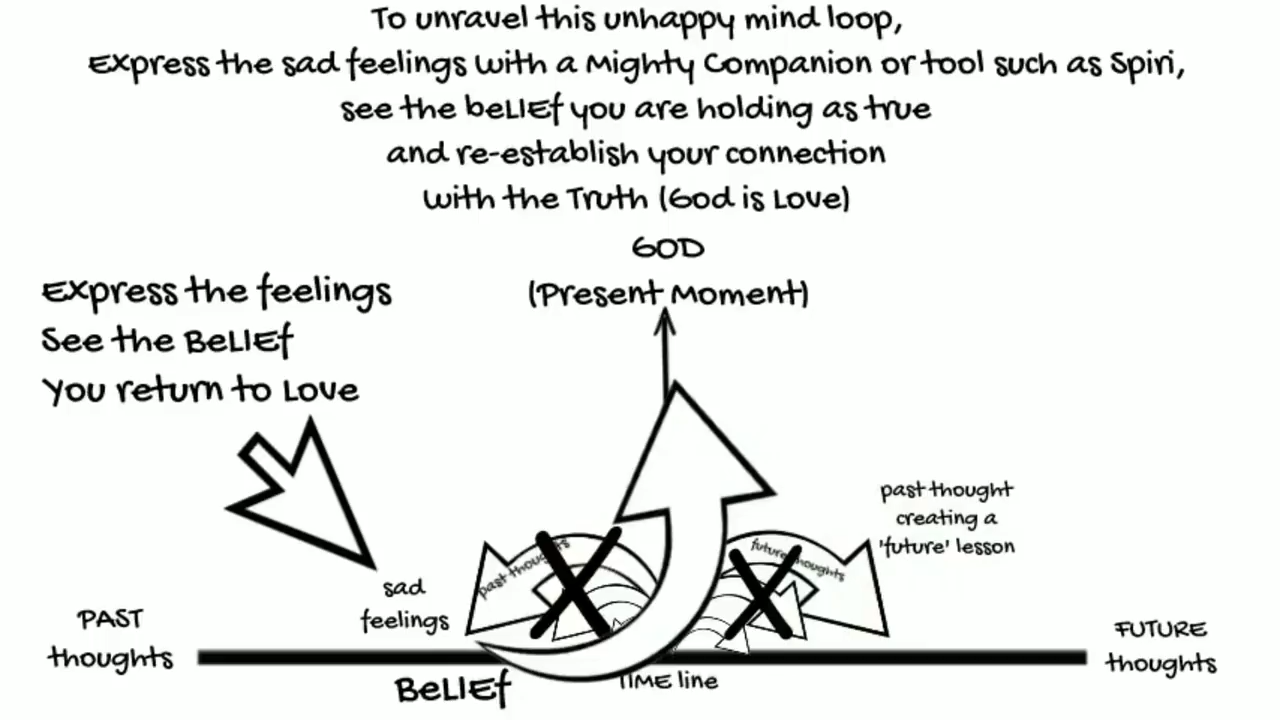 To unravel this unhappy mind loop,
Express the sad feelings with a Mighty Companion or tool such as Spiri,
see the beLIEf you are holding as true
and re-establish your connection
with the Truth (God is Love)
GOD
(Present Moment)
Express the feelings
See the BeLIEf
You return to Love
past thought
creating a
'future' lesson
past thoughts
future thoughts
sad
feelings
PAST
thoughts
FUTURE
thoughts
BeLIEf
TIME line